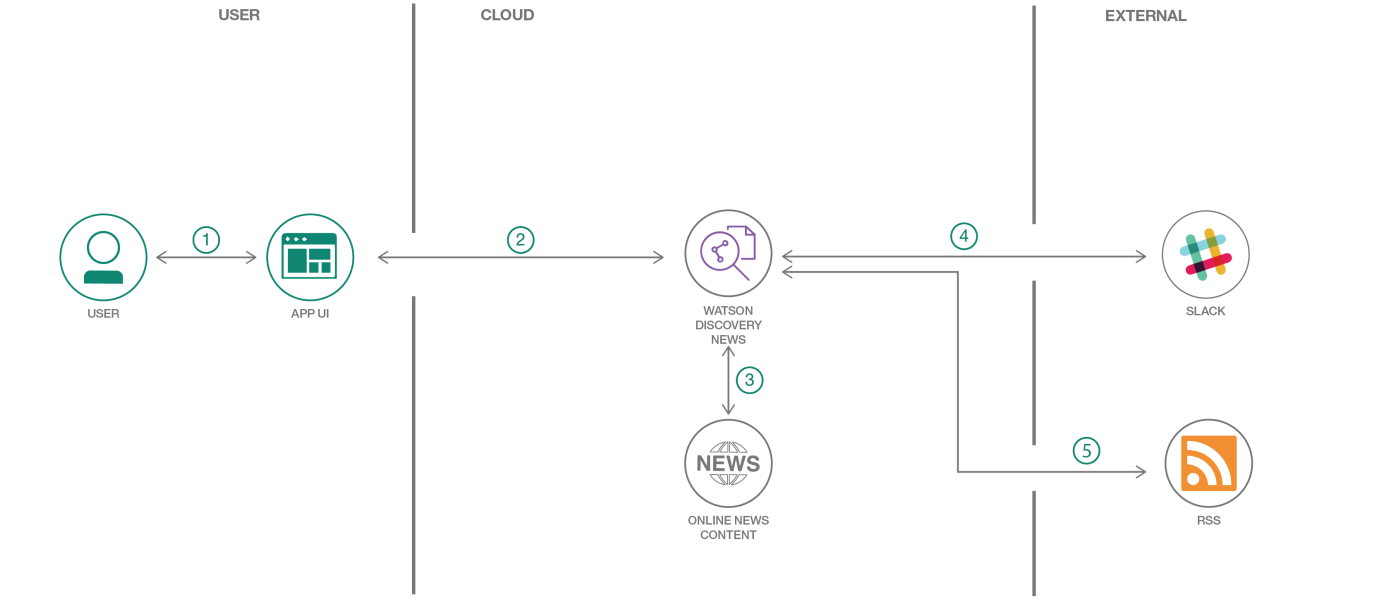 USER
CLOUD
EXTERNAL
1
2
4
USER
APP UI
WATSON
DISCOVERY
NEWS
SLACK
3
NEWS
5
ONLINE NEWS
CONTENT
RSS